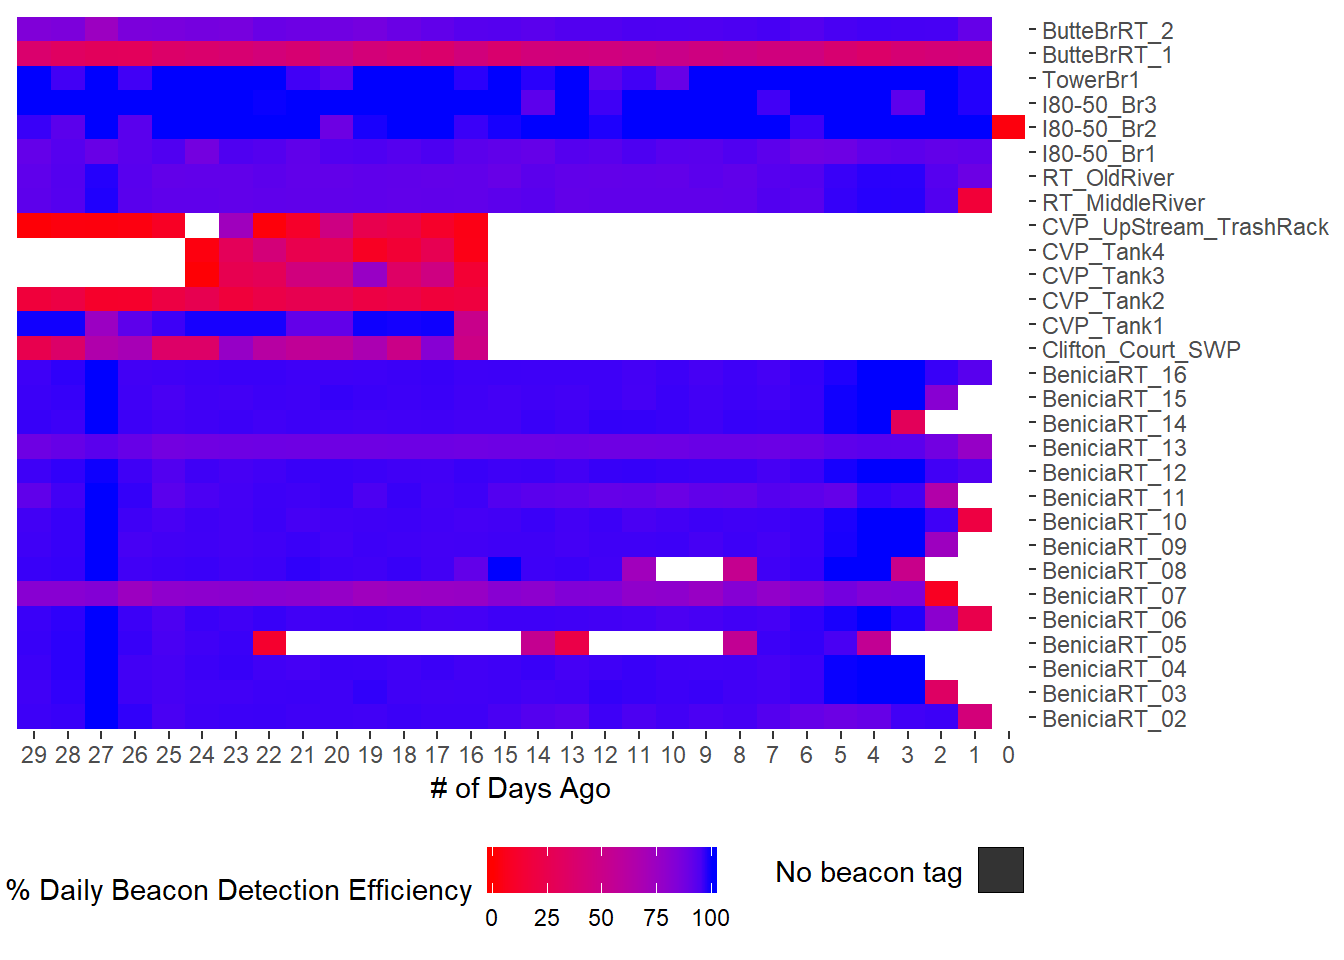 ButteBrRT_2
ButteBrRT_1
TowerBr1
I80-50_Br3
I80-50_Br2
I80-50_Br1
RT_OldRiver
RT_MiddleRiver
CVP_UpStream_TrashRack
CVP_Tank4
CVP_Tank3
CVP_Tank2
CVP_Tank1
Clifton_Court_SWP
BeniciaRT_16
BeniciaRT_15
BeniciaRT_14
BeniciaRT_13
BeniciaRT_12
BeniciaRT_11
BeniciaRT_10
BeniciaRT_09
BeniciaRT_08
BeniciaRT_07
BeniciaRT_06
BeniciaRT_05
BeniciaRT_04
BeniciaRT_03
BeniciaRT_02
29 28 27 26 25 24 23 22 21 20 19 18 17 16 15 14 13 12 11 10 9 8 7 6 5 4 3 2 1 0
# of Days Ago
% Daily Beacon Detection Efficiency
0 25 50 75 100
No beacon tag